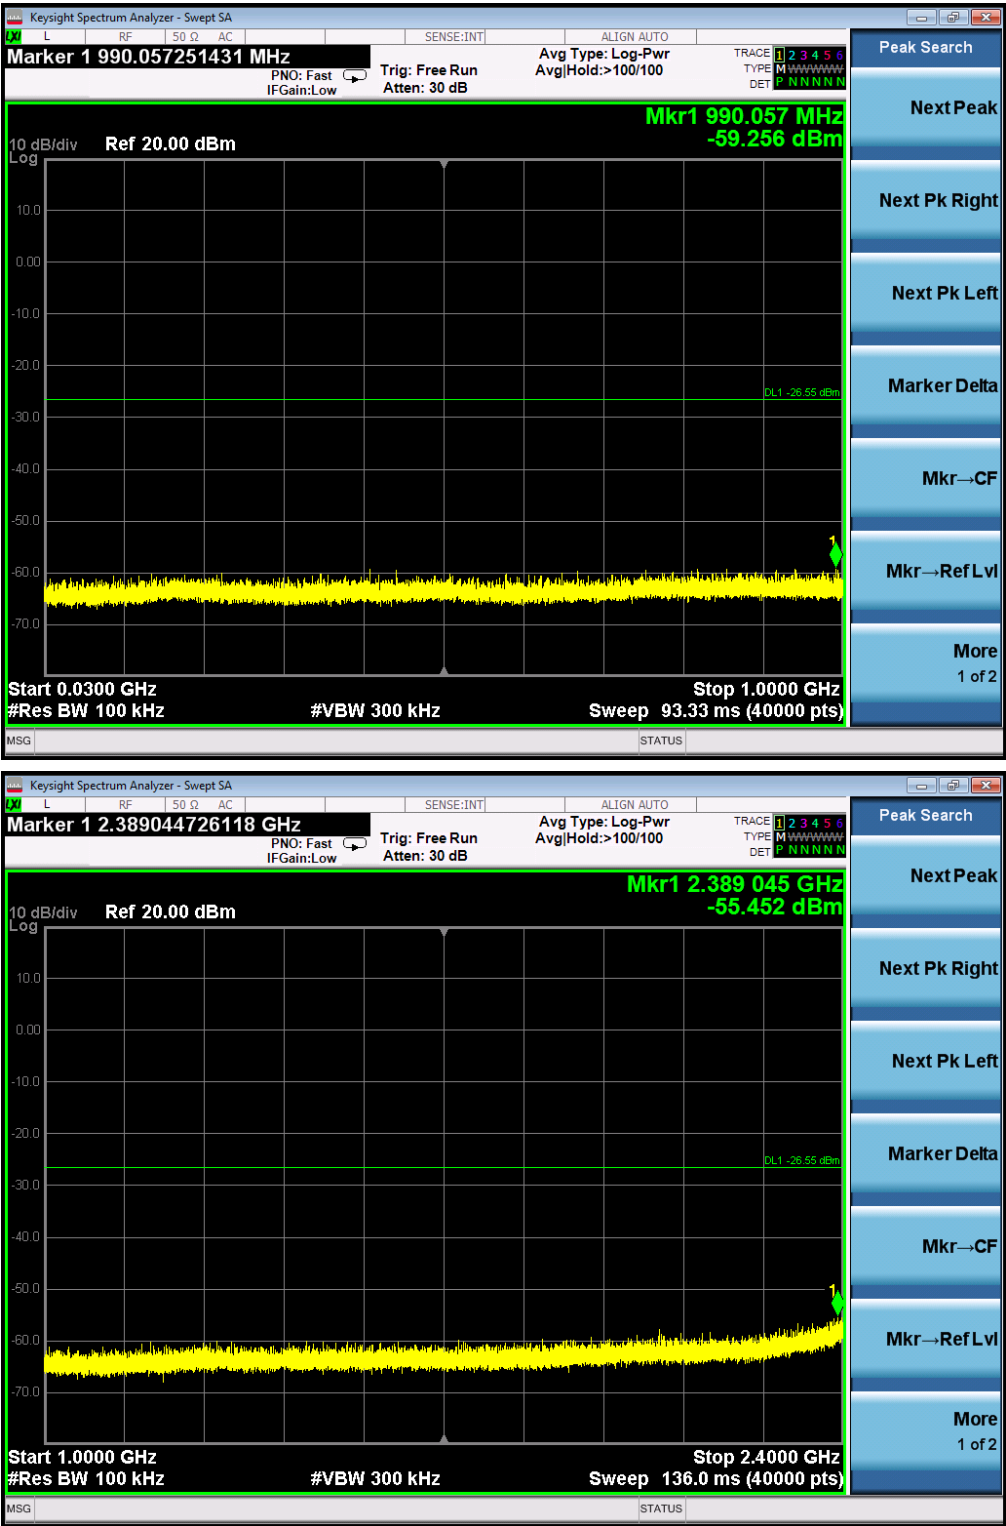 Keysight Spectrum Analyzer - Swept SA
LXI L RF 50 Ω AC SENSE:INT ALIGN AUTO
Marker 1 990.057251431 MHz
PNO: Fast
IFGain:Low
Trig: Free Run
Atten: 30 dB
Avg Type: Log-Pwr
Avg|Hold:>100/100
TRACE 1 2 3 4 5 6
TYPE M WWWWW
DET P N N N N N
Mkr1 990.057 MHz
-59.256 dBm
10 dB/div Ref 20.00 dBm
Log
10.0
0.00
-10.0
-20.0
DL1 -26.55 dBm
-30.0
-40.0
-50.0
1
-60.0
-70.0
Start 0.0300 GHz Stop 1.0000 GHz
#Res BW 100 kHz #VBW 300 kHz Sweep 93.33 ms (40000 pts)
MSG STATUS
Peak Search
Next Peak
Next Pk Right
Next Pk Left
Marker Delta
Mkr→CF
Mkr→Ref Lvl
More
1 of 2
Keysight Spectrum Analyzer - Swept SA
LXI L RF 50 Ω AC SENSE:INT ALIGN AUTO
Marker 1 2.389044726118 GHz
PNO: Fast
IFGain:Low
Trig: Free Run
Atten: 30 dB
Avg Type: Log-Pwr
Avg|Hold:>100/100
TRACE 1 2 3 4 5 6
TYPE M WWWWW
DET P N N N N N
Mkr1 2.389 045 GHz
-55.452 dBm
10 dB/div Ref 20.00 dBm
Log
10.0
0.00
-10.0
-20.0
DL1 -26.55 dBm
-30.0
-40.0
-50.0
1
-60.0
-70.0
Start 1.0000 GHz Stop 2.4000 GHz
#Res BW 100 kHz #VBW 300 kHz Sweep 136.0 ms (40000 pts)
MSG STATUS
Peak Search
Next Peak
Next Pk Right
Next Pk Left
Marker Delta
Mkr→CF
Mkr→Ref Lvl
More
1 of 2